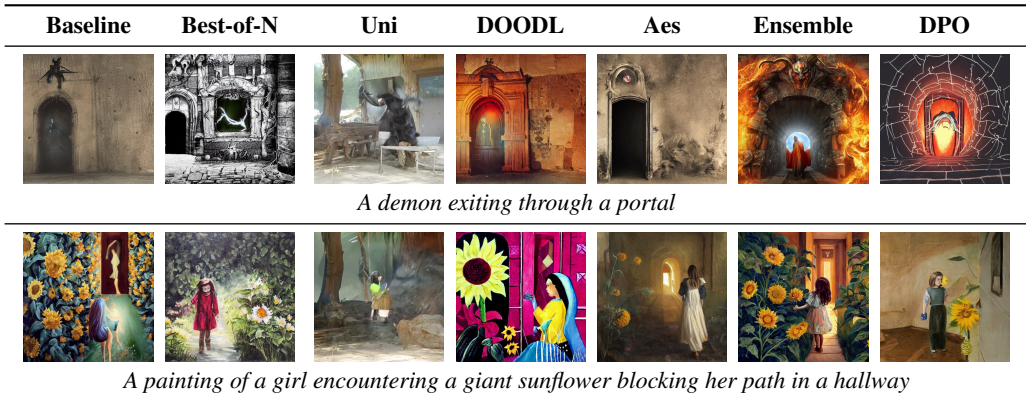 Baseline Best-of-N Uni DOODL Aes Ensemble DPO
A demon exiting through a portal
A painting of a girl encountering a giant sunflower blocking her path in a hallway